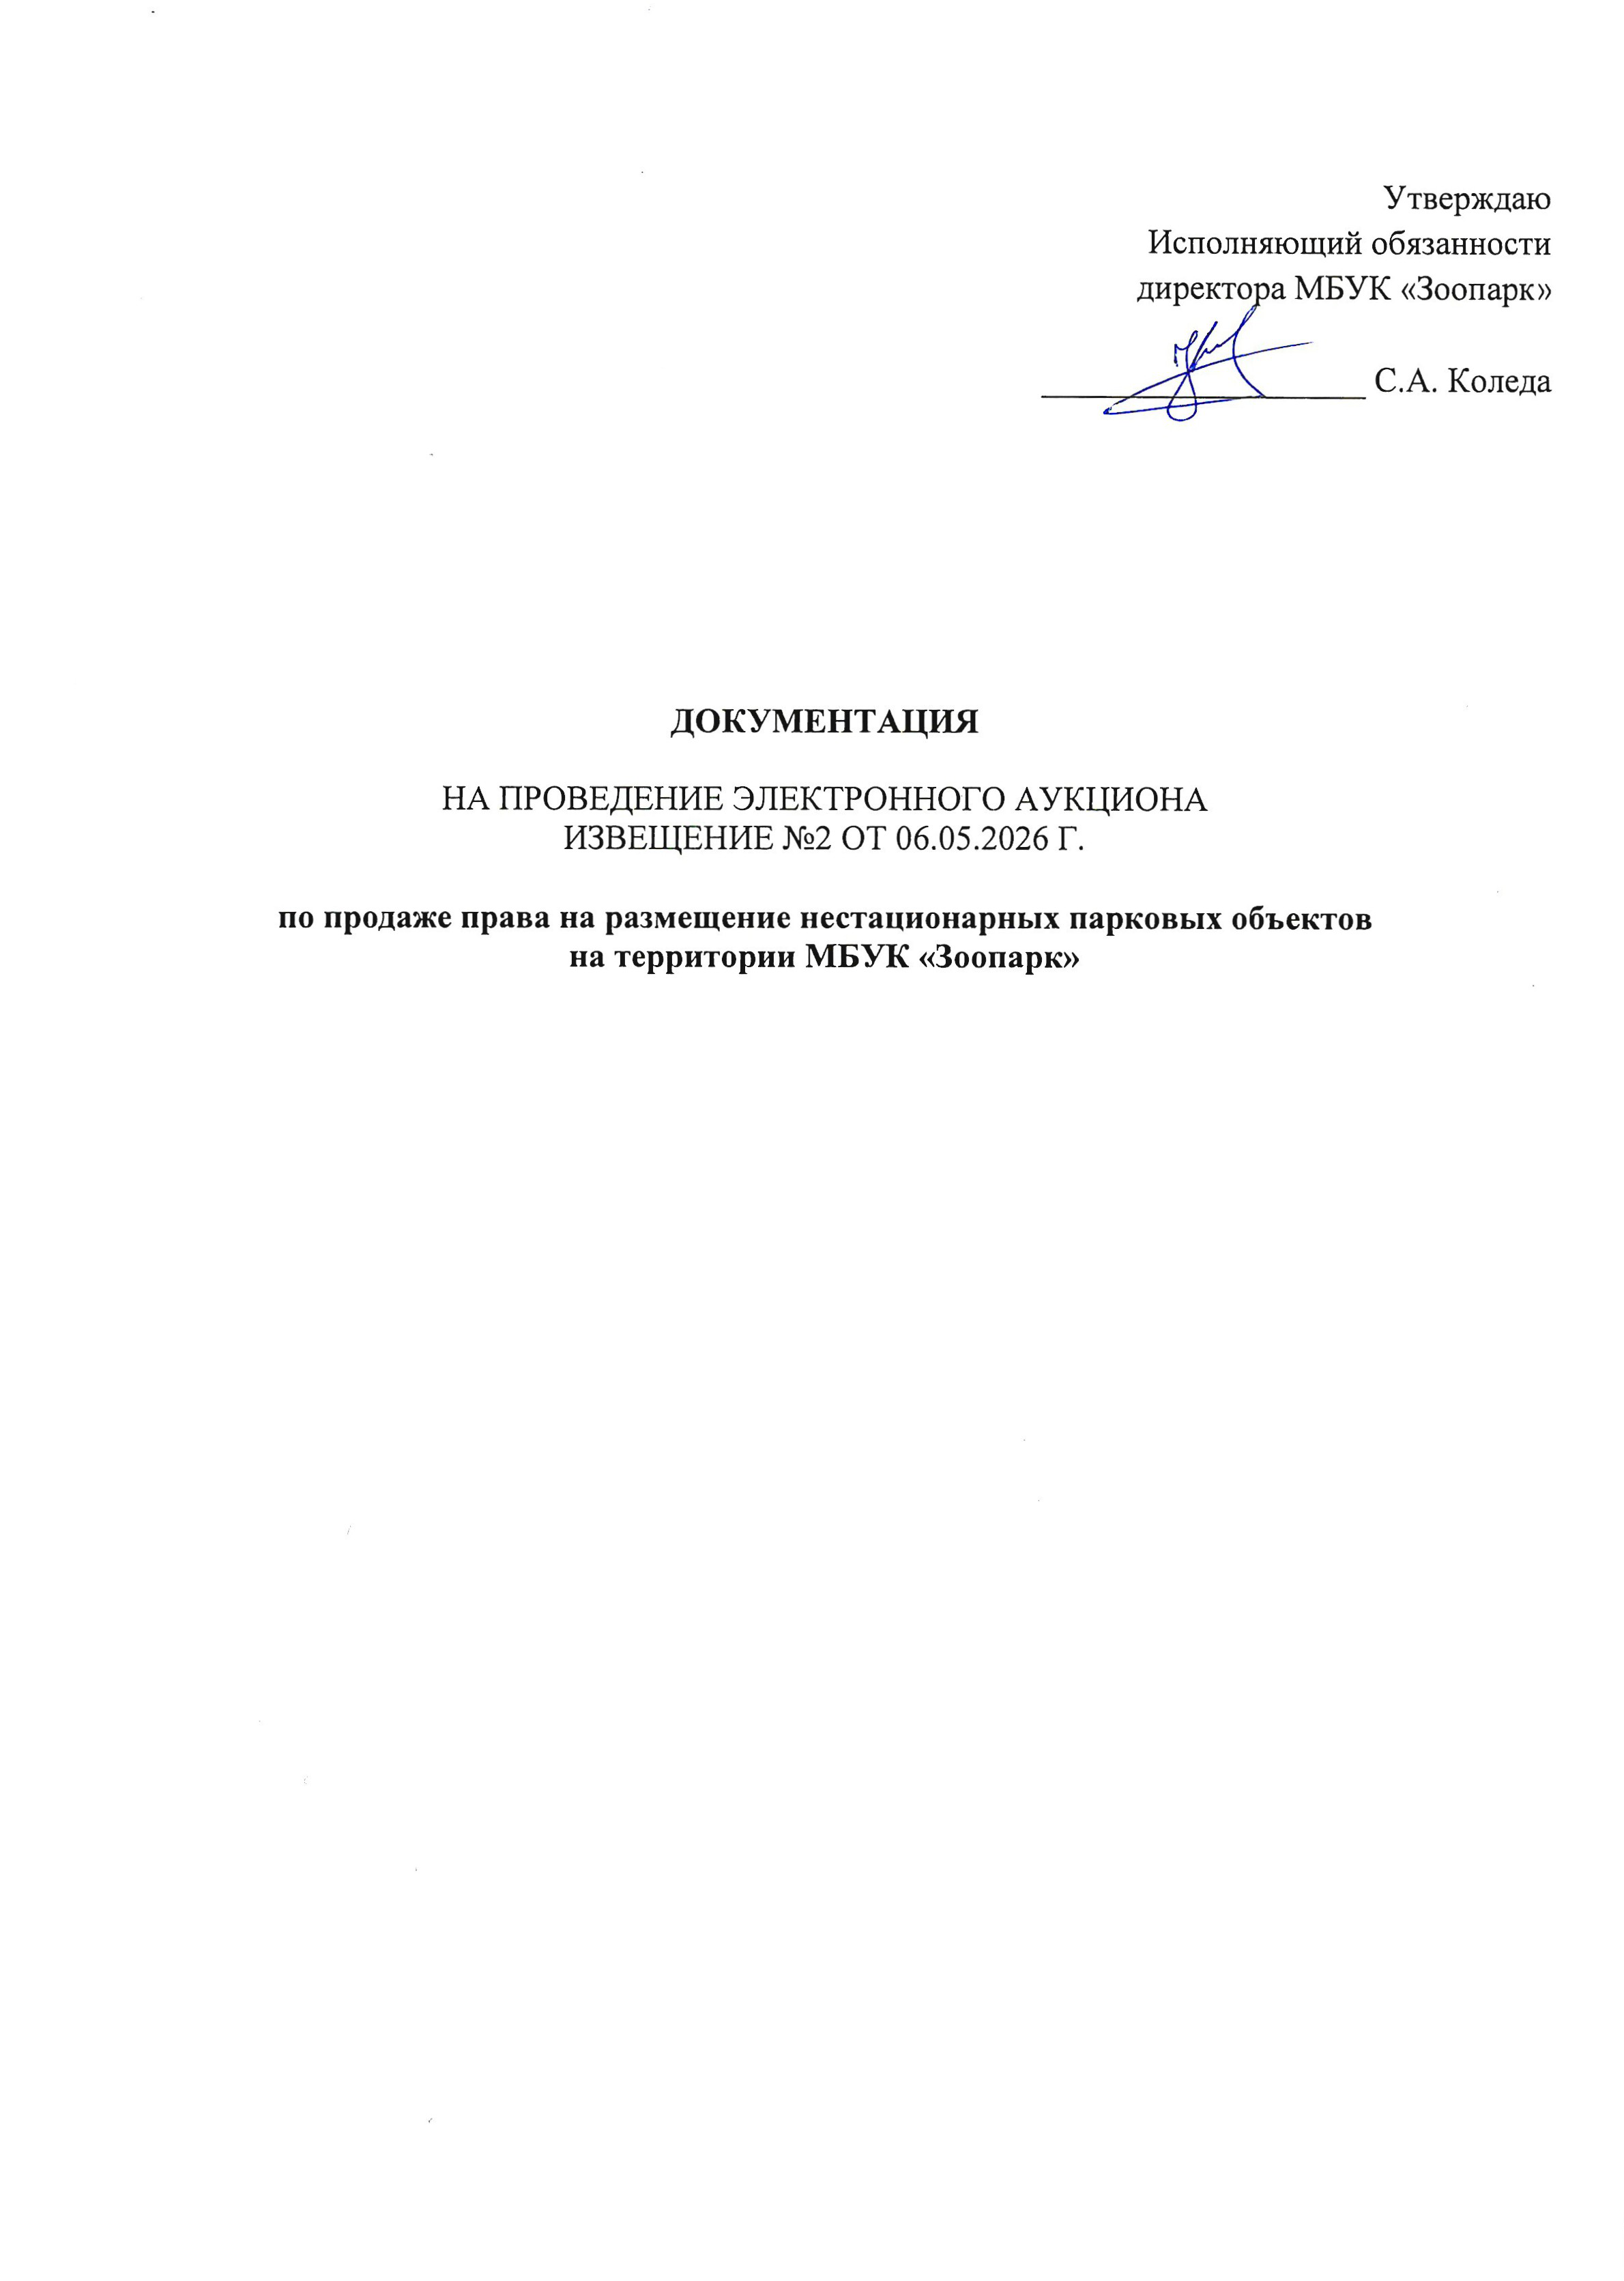 Утверждаю
Исполняющий обязанности
директора МБУК «Зоопарк»
С.А. Коледа
ДОКУМЕНТАЦИЯ
НА ПРОВЕДЕНИЕ ЭЛЕКТРОННОГО АУКЦИОНА
ИЗВЕЩЕНИЕ №2 ОТ 06.05.2026 Г.
по продаже права на размещение нестационарных парковых объектов
на территории МБУК «Зоопарк»